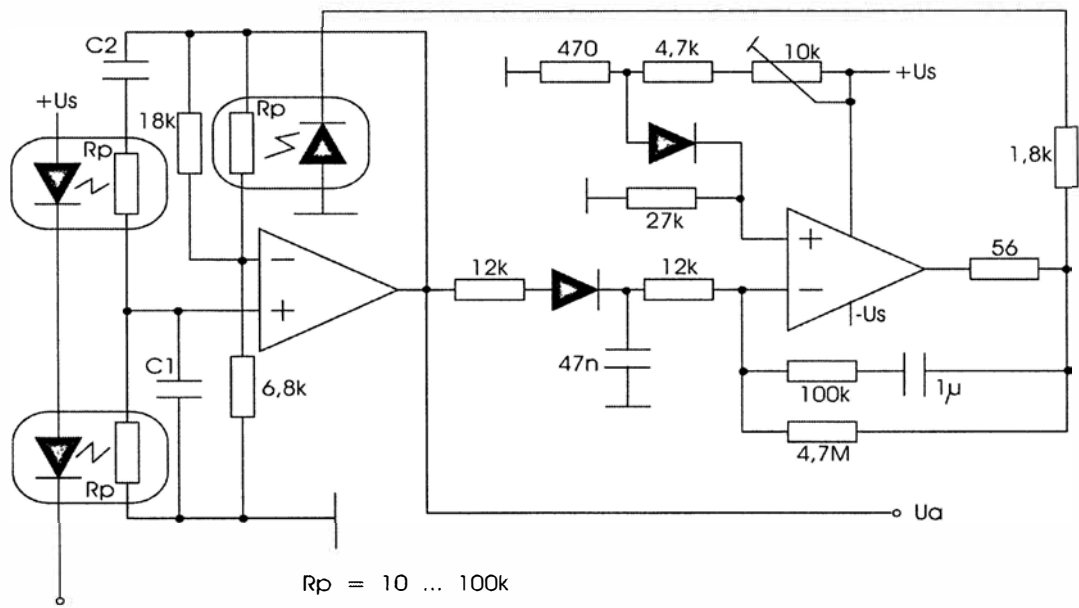 C2
470
4,7k
10k
+Us
+Us
18k
Rp
Rp
1,8k
27k
+
−
−
+
12k
12k
56
-Us
C1
6,8k
47n
100k
1µ
4,7M
Rp
Ua
Rp = 10 ... 100k